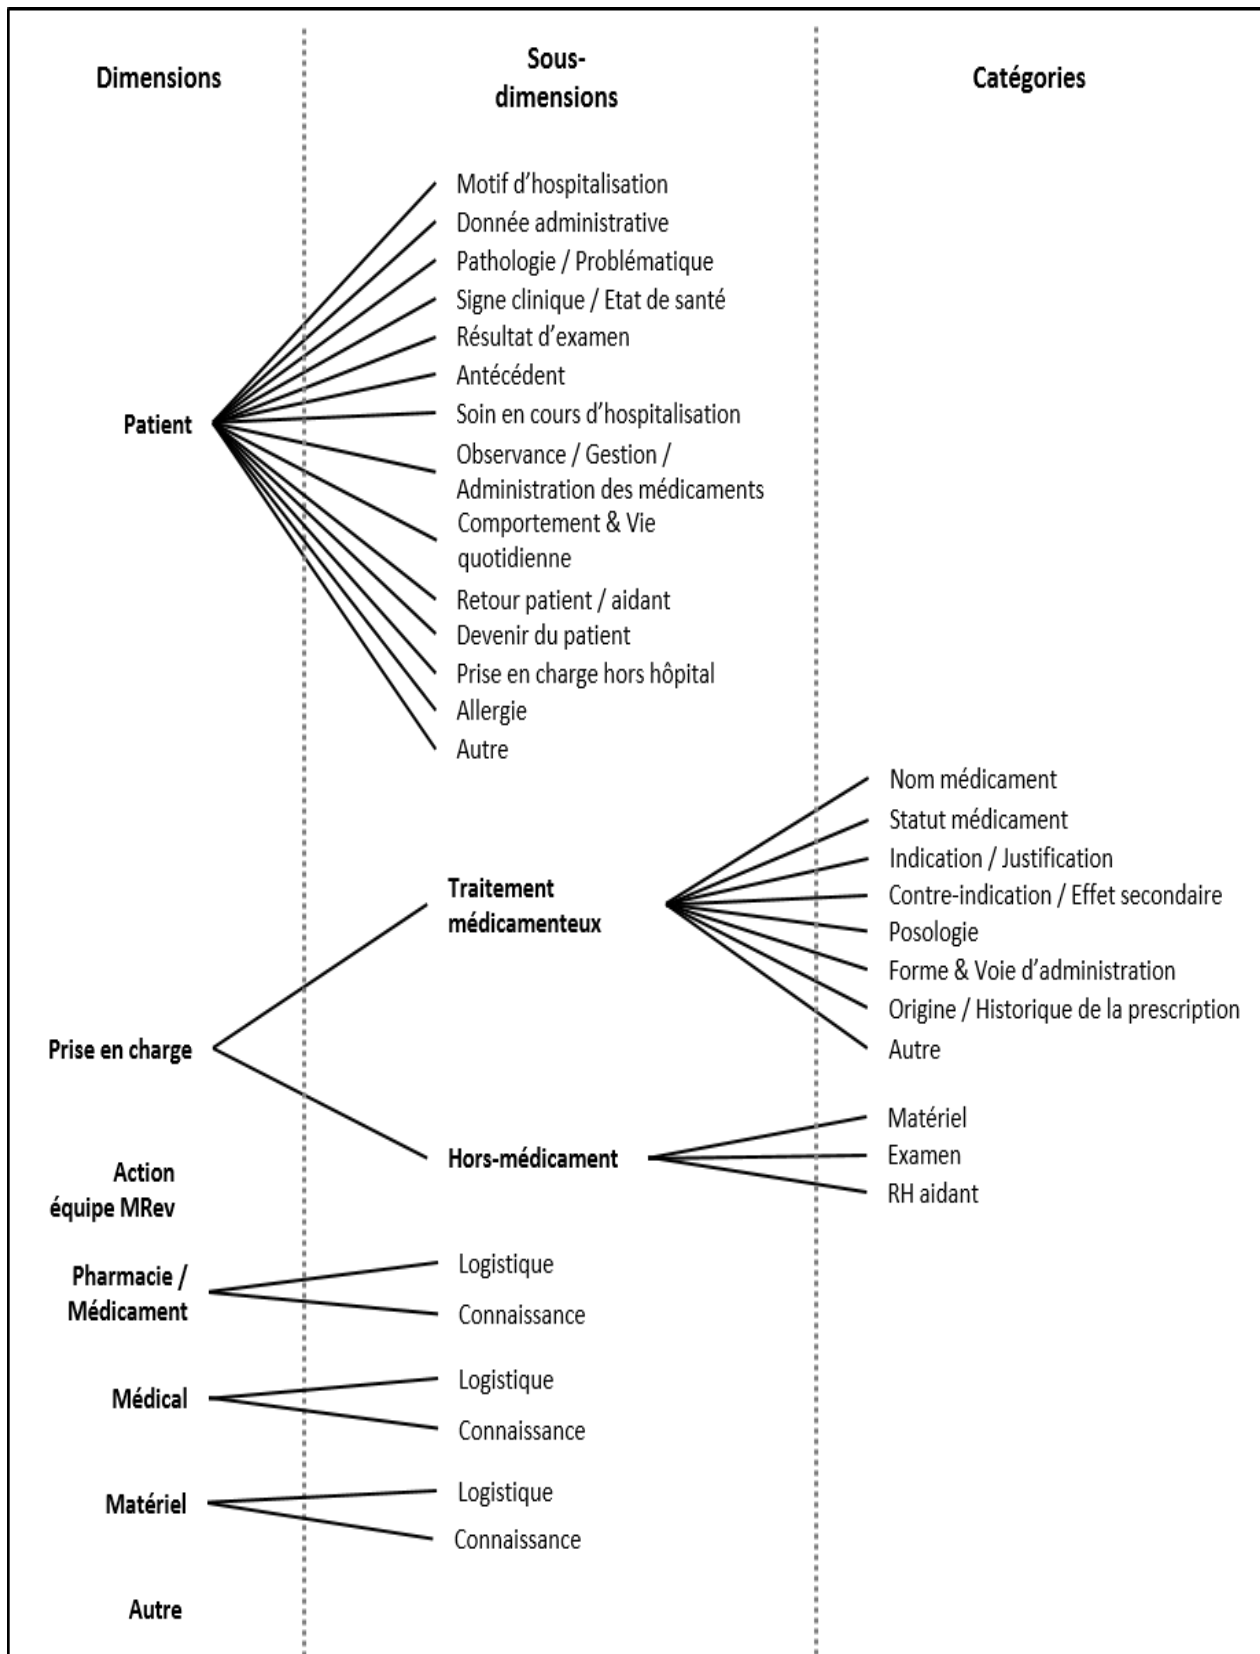 Dimensions
Sous-
dimensions
Catégories
Motif d’hospitalisation
Donnée administrative
Pathologie / Problématique
Signe clinique / Etat de santé
Résultat d’examen
Antécédent
Patient
Soin en cours d’hospitalisation
Observance / Gestion /
Administration des médicaments
Comportement & Vie
quotidienne
Retour patient / aidant
Devenir du patient
Prise en charge hors hôpital
Allergie
Autre
Prise en charge
Traitement
médicamenteux
Nom médicament
Statut médicament
Indication / Justification
Contre-indication / Effet secondaire
Posologie
Forme & Voie d’administration
Origine / Historique de la prescription
Autre
Hors-médicament
Matériel
Examen
RH aidant
Action
équipe MRev
Pharmacie /
Médicament
Logistique
Connaissance
Médical
Logistique
Connaissance
Matériel
Logistique
Connaissance
Autre